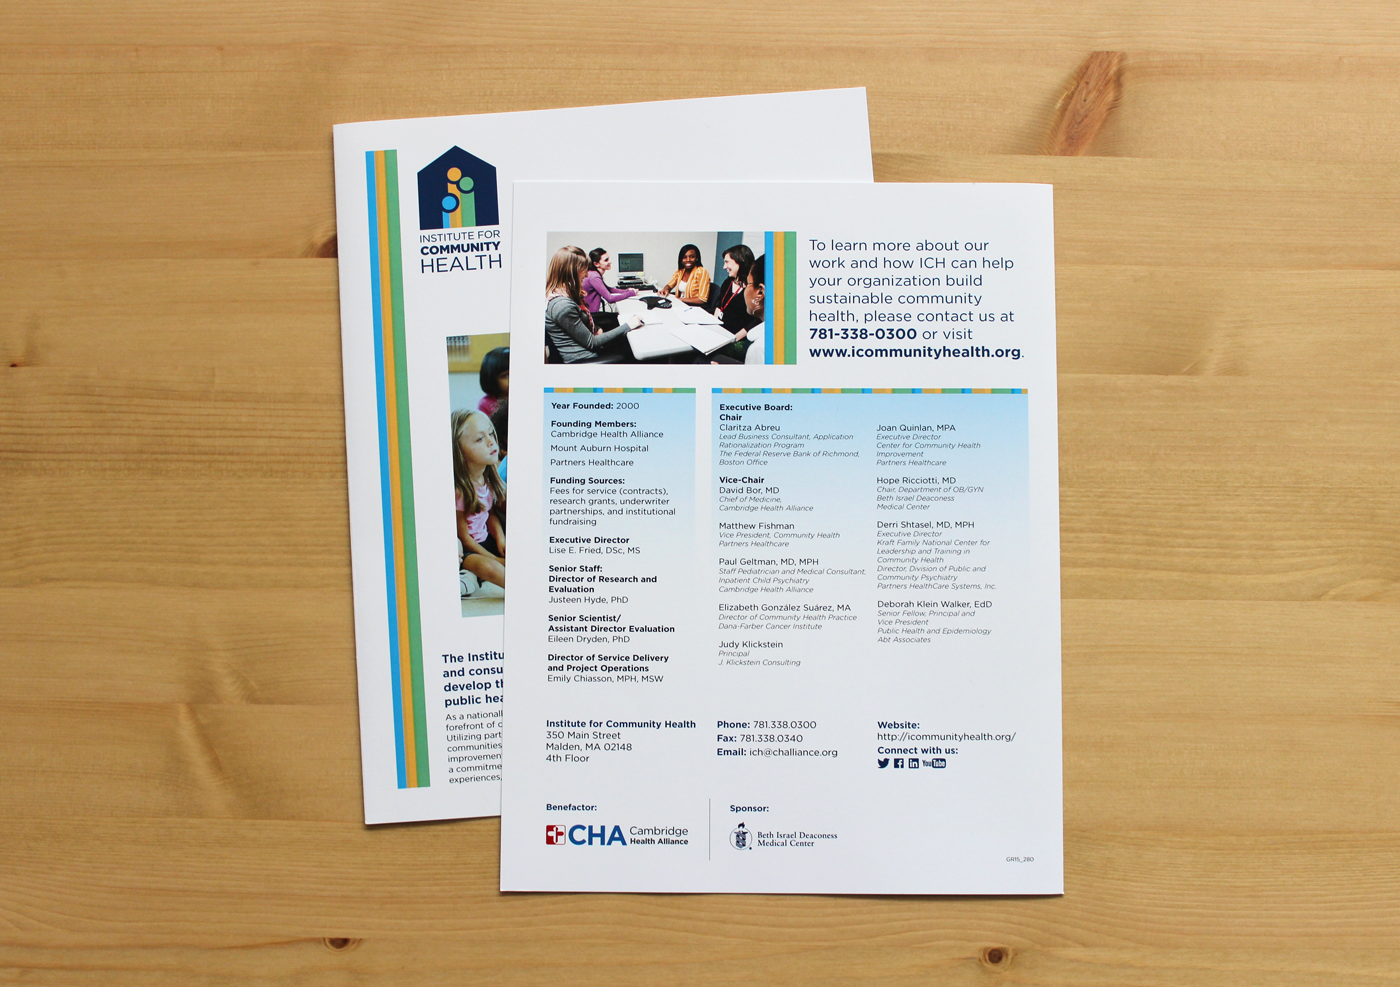 INSTITUTE FOR
COMMUNITY
HEALTH
The Institu
and consu
develop th
public hea
As a nationall
forefront of c
Utilizing part
communities
improvement
a commitme
experiences,
To learn more about our
work and how ICH can help
your organization build
sustainable community
health, please contact us at
781-338-0300 or visit
www.icommunityhealth.org.
Year Founded: 2000
Founding Members:
Cambridge Health Alliance
Mount Auburn Hospital
Partners Healthcare
Funding Sources:
Fees for service (contracts),
research grants, underwriter
partnerships, and institutional
fundraising
Executive Director
Lise E. Fried, DSc, MS
Senior Staff:
Director of Research and
Evaluation
Justeen Hyde, PhD
Senior Scientist/
Assistant Director Evaluation
Eileen Dryden, PhD
Director of Service Delivery
and Project Operations
Emily Chiasson, MPH, MSW
Executive Board:
Chair
Claritza Abreu
Lead Business Consultant, Application
Rationalization Program
The Federal Reserve Bank of Richmond,
Boston Office
Vice-Chair
David Bor, MD
Chief of Medicine,
Cambridge Health Alliance
Matthew Fishman
Vice President, Community Health
Partners Healthcare
Paul Geltman, MD, MPH
Staff Pediatrician and Medical Consultant,
Inpatient Child Psychiatry
Cambridge Health Alliance
Elizabeth González Suárez, MA
Director of Community Health Practice
Dana-Farber Cancer Institute
Judy Klickstein
Principal
J. Klickstein Consulting
Joan Quinlan, MPA
Executive Director
Center for Community Health
Improvement
Partners Healthcare
Hope Ricciotti, MD
Chair, Department of OB/GYN
Beth Israel Deaconess
Medical Center
Derri Shtasel, MD, MPH
Executive Director
Kraft Family National Center for
Leadership and Training in
Community Health
Director, Division of Public and
Community Psychiatry
Partners HealthCare Systems, Inc.
Deborah Klein Walker, EdD
Senior Fellow, Principal and
Vice President
Public Health and Epidemiology
Abt Associates
Institute for Community Health
350 Main Street
Malden, MA 02148
4th Floor
Phone: 781.338.0300
Fax: 781.338.0340
Email: ich@challiance.org
Website:
http://icommunityhealth.org/
Connect with us:
You Tube
Benefactor:
CHA Cambridge
Health Alliance
Sponsor:
Beth Israel Deaconess
Medical Center
GR15_280